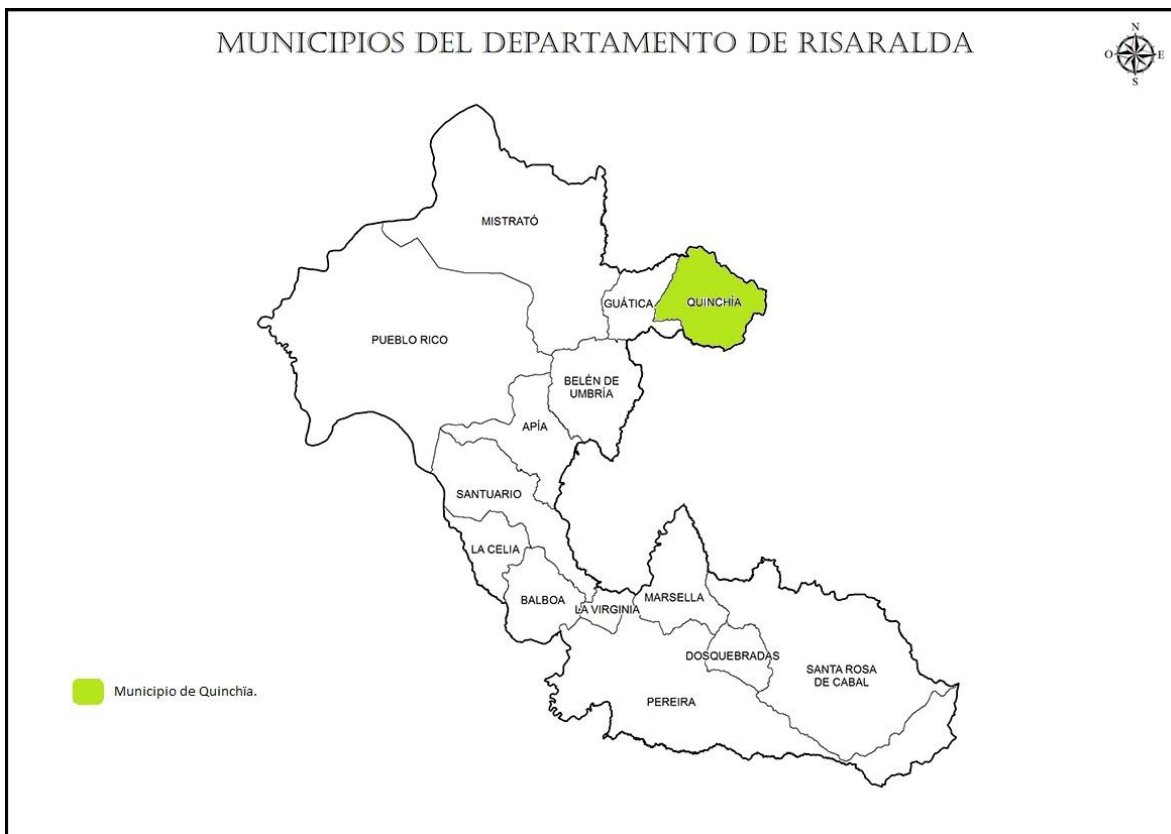 MUNICIPIOS DEL DEPARTAMENTO DE RISARALDA
N
O E
S
MISTRATÓ
GUÁTICA
QUINCHÍA
PUEBLO RICO
BELÉN DE
UMBRÍA
APÍA
SANTUARIO
LA CELIA
BALBOA
LA VIRGINIA
MARSELLA
DOSQUEBRADAS
SANTA ROSA
DE CABAL
PEREIRA
Municipio de Quinchïa.